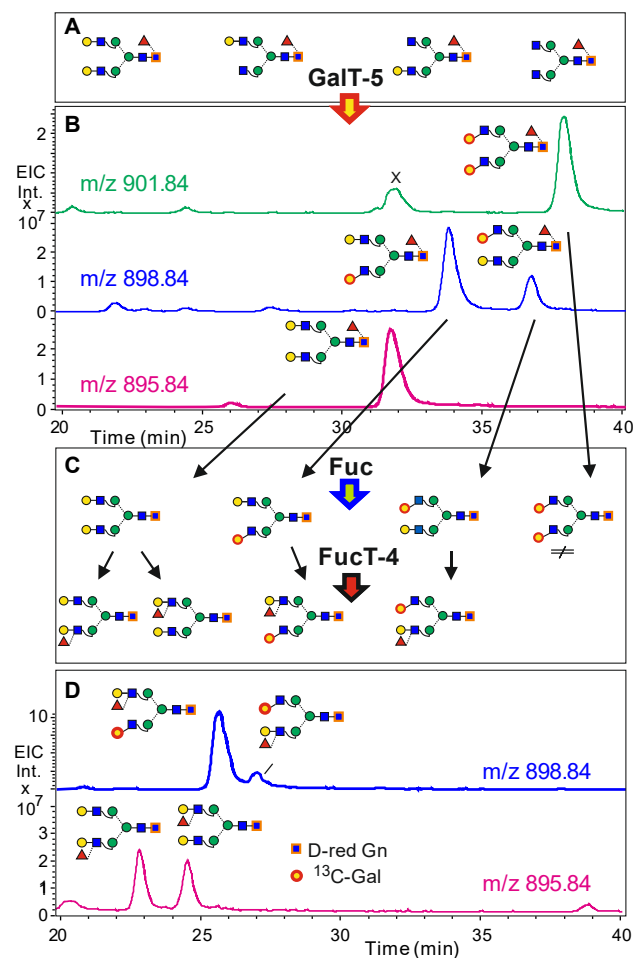 A
GalT-5
B
2
EIC
Int.
x
10⁷
0
m/z 901.84
X
2
1
0
m/z 898.84
2
1
0
m/z 895.84
20 25 30 35 40
Time (min)
C
Fuc
FucT-4
D
10
EIC
Int.
x
10⁷
m/z 898.84
3
2
1
0
D-red Gn
¹³C-Gal
m/z 895.84
20 25 30 35 40
Time (min)